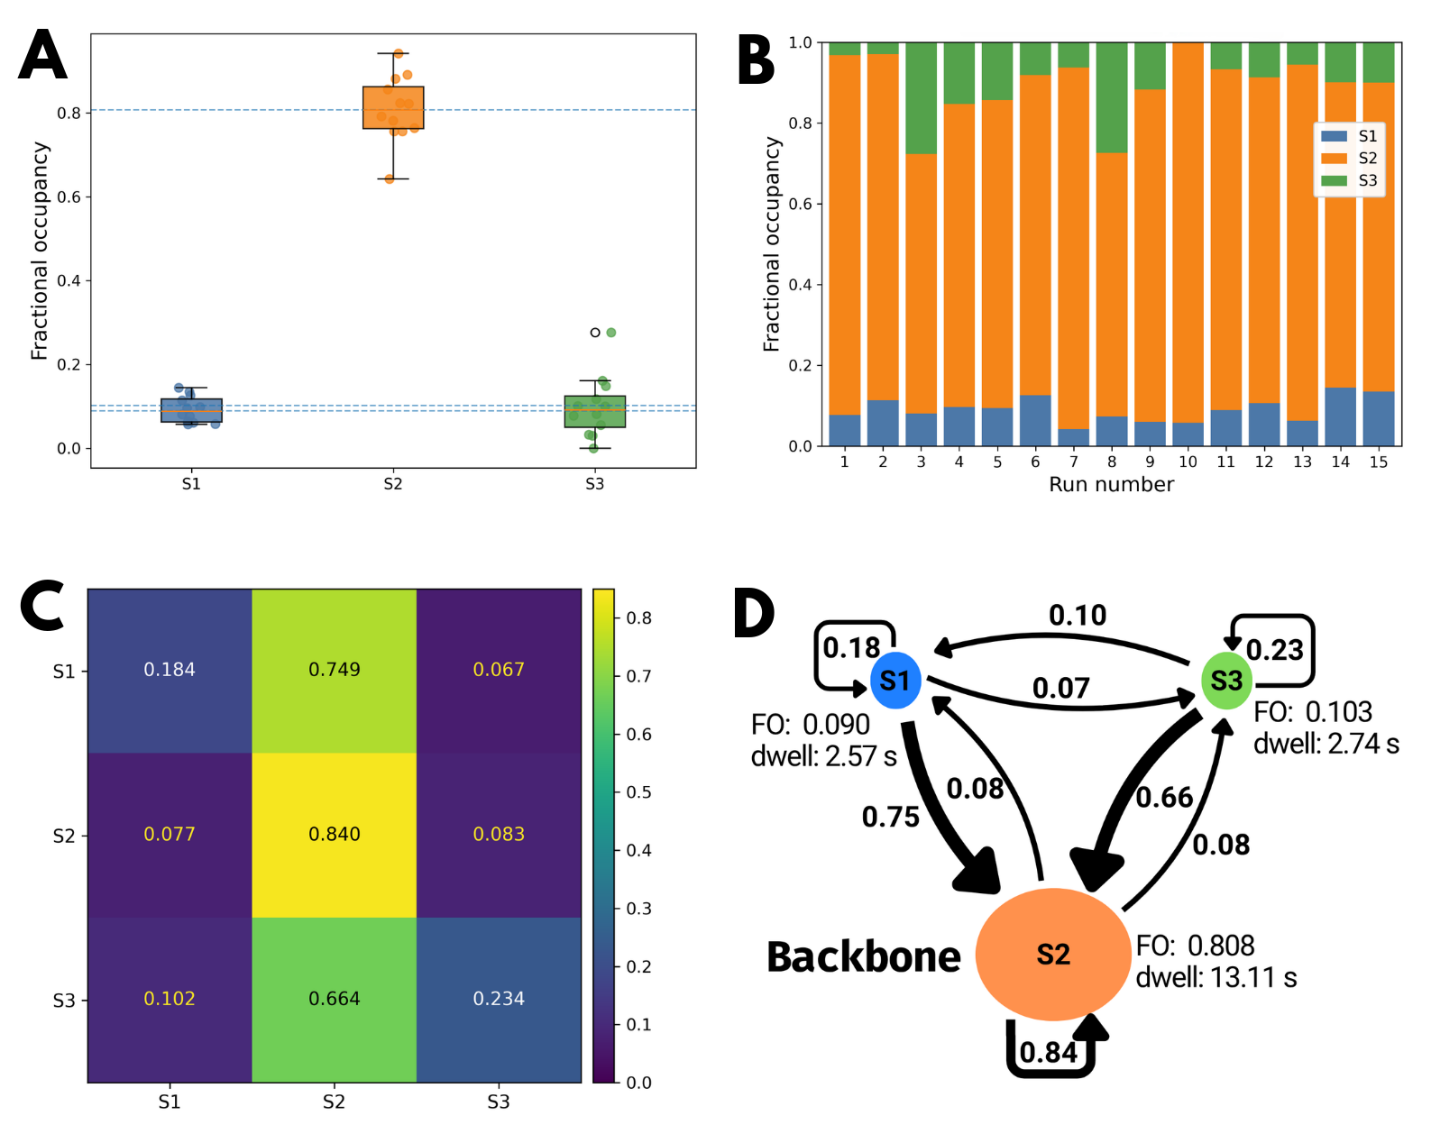 A
Fractional occupancy
0.8
0.6
0.4
0.2
0.0
S1 S2 S3
B
Fractional occupancy
1.0
0.8
0.6
0.4
0.2
0.0
S1
S2
S3
1 2 3 4 5 6 7 8 9 10 11 12 13 14 15
Run number
C
S1 0.184 0.749 0.067
S2 0.077 0.840 0.083
S3 0.102 0.664 0.234
S1 S2 S3
0.8
0.7
0.6
0.5
0.4
0.3
0.2
0.1
0.0
D
0.10
0.18
S1
0.07
S3
0.23
FO: 0.090
dwell: 2.57 s
FO: 0.103
dwell: 2.74 s
0.75
0.08
0.66
0.08
Backbone
S2
FO: 0.808
dwell: 13.11 s
0.84